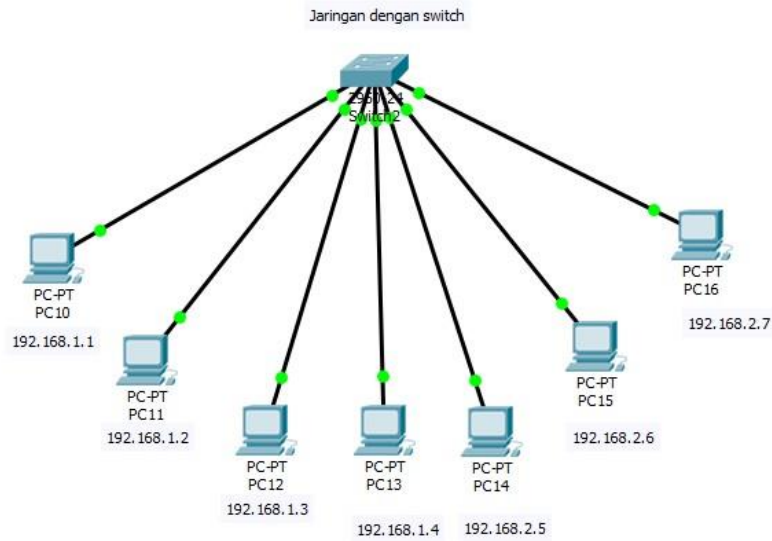 Jaringan dengan switch
2950-24
Switch2
PC-PT
PC10
192.168.1.1
PC-PT
PC11
192.168.1.2
PC-PT
PC12
192.168.1.3
PC-PT
PC13
192.168.1.4
PC-PT
PC14
192.168.2.5
PC-PT
PC15
192.168.2.6
PC-PT
PC16
192.168.2.7